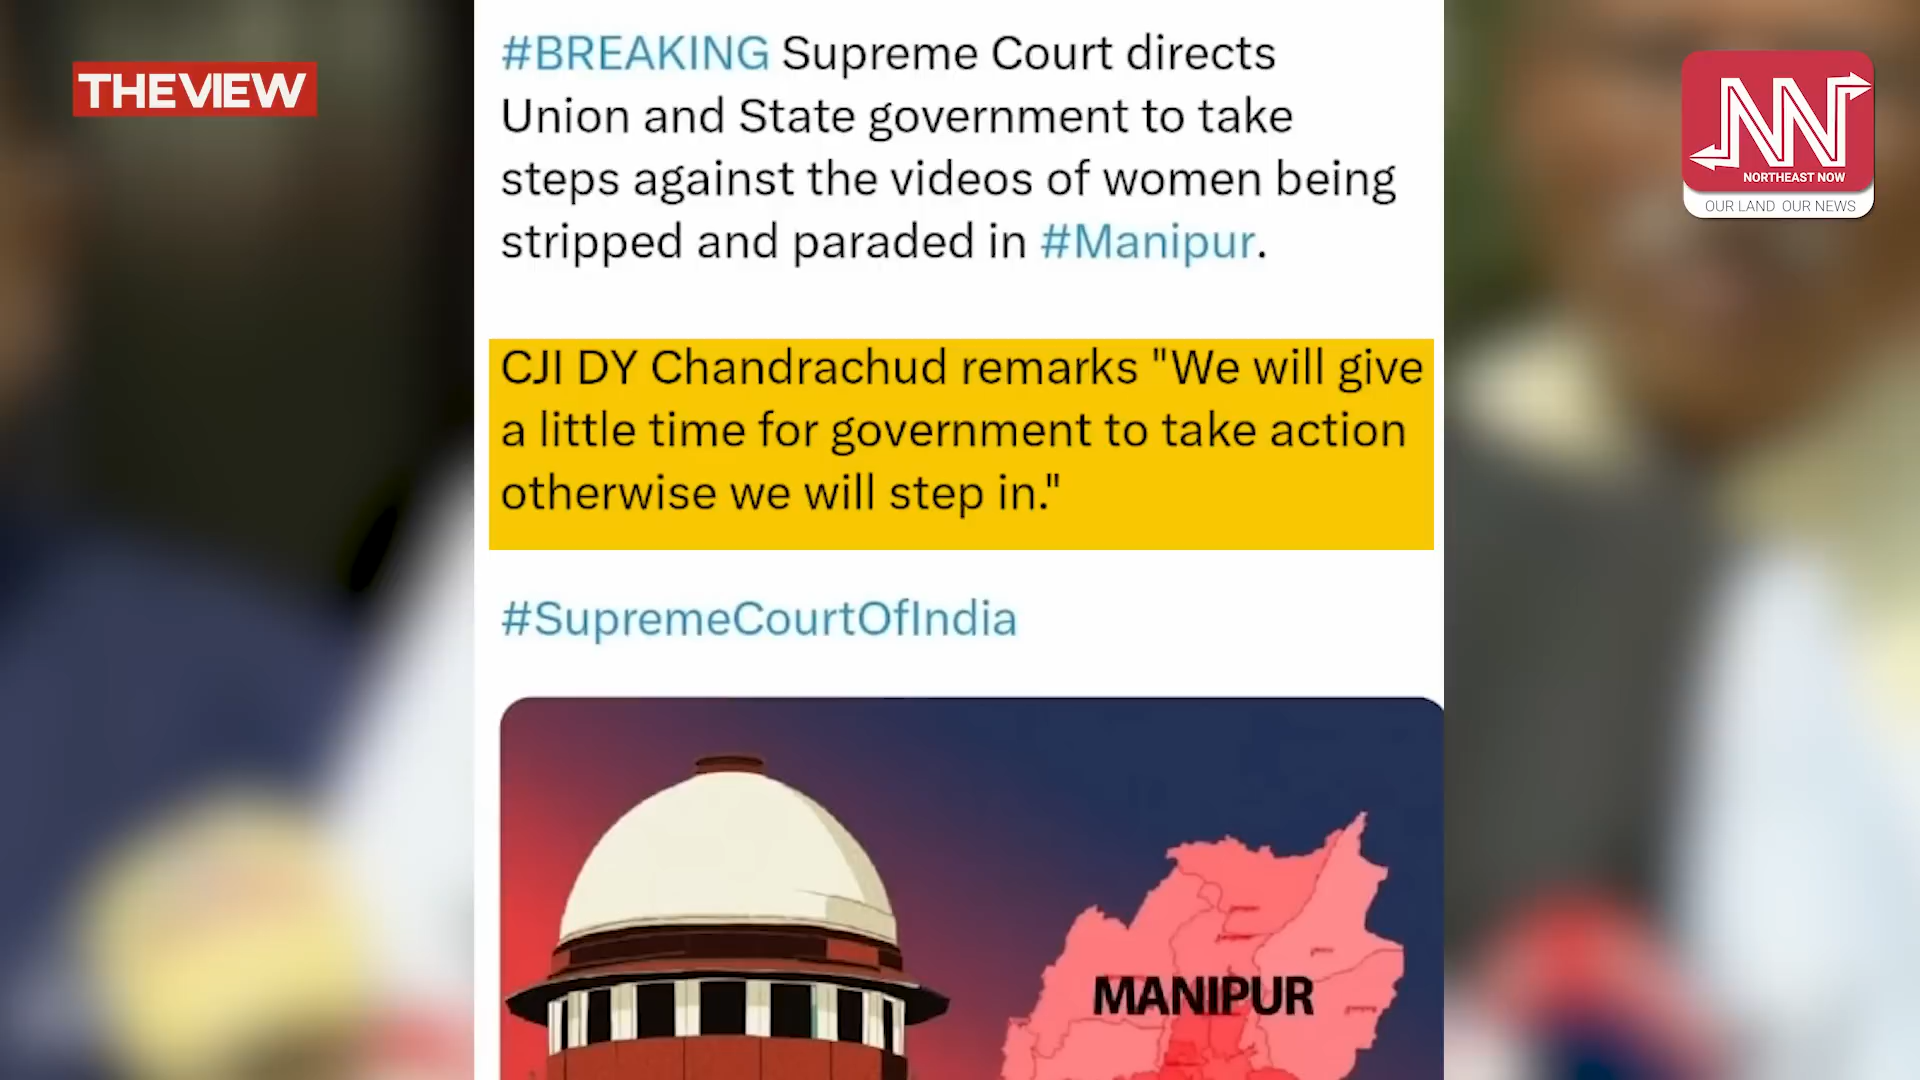 THEVIEW
#BREAKING Supreme Court directs
Union and State government to take
steps against the videos of women being
stripped and paraded in #Manipur.
CJI DY Chandrachud remarks "We will give
a little time for government to take action
otherwise we will step in."
#SupremeCourtOfIndia
MANIPUR
NN
NORTHEAST NOW
OUR LAND OUR NEWS